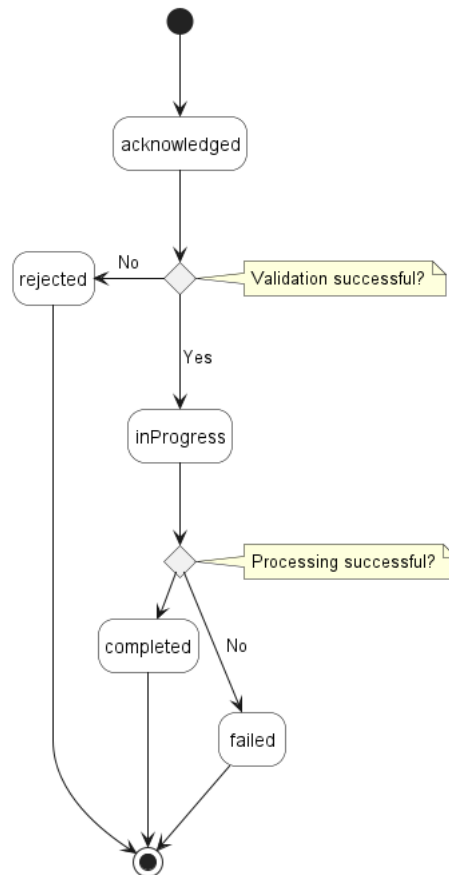 acknowledged
No
rejected
Validation successful?
Yes
inProgress
Processing successful?
completed
No
failed